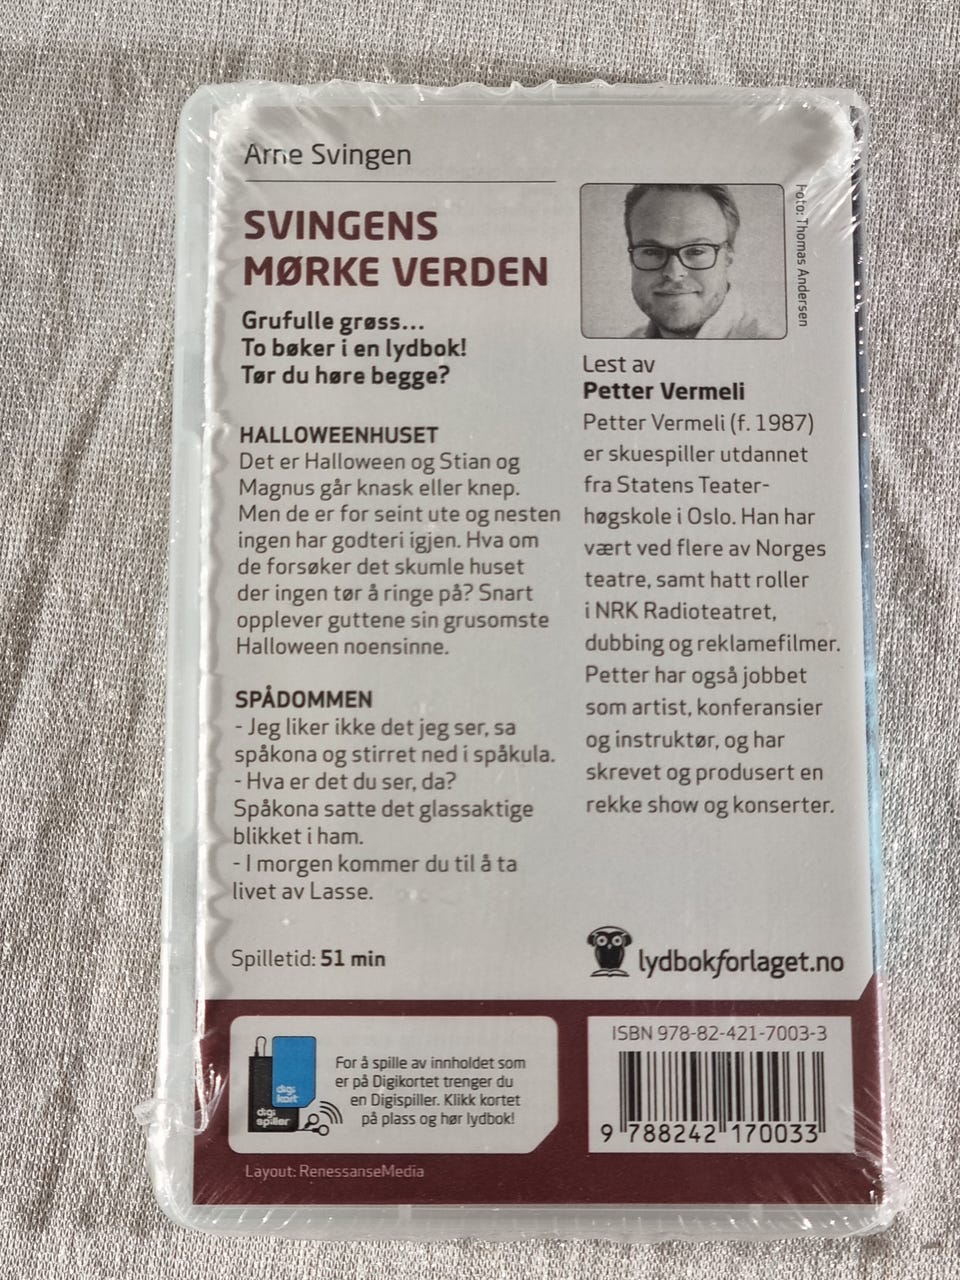 Arne Svingen
SVINGENS
MØRKE VERDEN
Grufulle grøss...
To bøker i en lydbok!
Tør du høre begge?
HALLOWEENHUSET
Det er Halloween og Stian og
Magnus går knask eller knep.
Men de er for seint ute og nesten
ingen har godteri igjen. Hva om
de forsøker det skumle huset
der ingen tør å ringe på? Snart
opplever guttene sin grusomste
Halloween noensinne.
SPÅDOMMEN
- Jeg liker ikke det jeg ser, sa
spåkona og stirret ned i spåkula.
- Hva er det du ser, da?
Spåkona satte det glassaktige
blikket i ham.
- I morgen kommer du til å ta
livet av Lasse.
Spilletid: 51 min
Foto: Thomas Andersen
Lest av
Petter Vermeli
Petter Vermeli (f. 1987)
er skuespiller utdannet
fra Statens Teater-
høgskole i Oslo. Han har
vært ved flere av Norges
teatre, samt hatt roller
i NRK Radioteatret,
dubbing og reklamefilmer.
Petter har også jobbet
som artist, konferansier
og instruktør, og har
skrevet og produsert en
rekke show og konserter.
lydbokforlaget.no
digi
kort
digi
spiller
For å spille av innholdet som
er på Digikortet trenger du
en Digispiller. Klikk kortet
på plass og hør lydbok!
ISBN 978-82-421-7003-3
9 788242 170033
Layout: RenessanseMedia